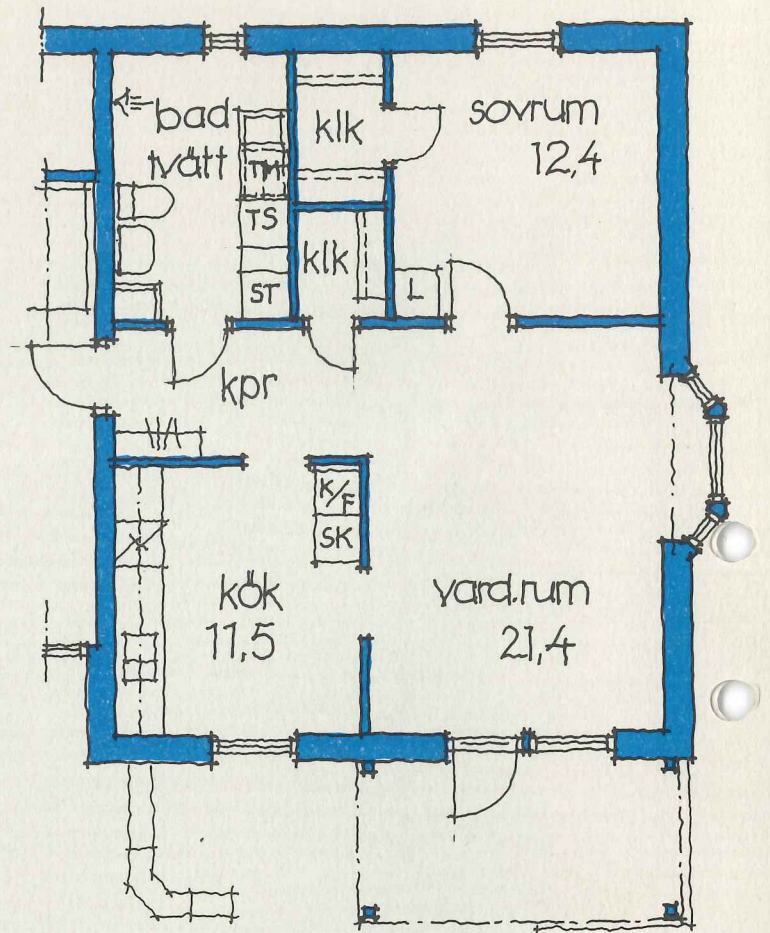 bad
tvätt
TM
TS
ST
klk
klk
sovrum
12,4
L
kpr
K/F
SK
kök
11,5
vard.rum
21,4